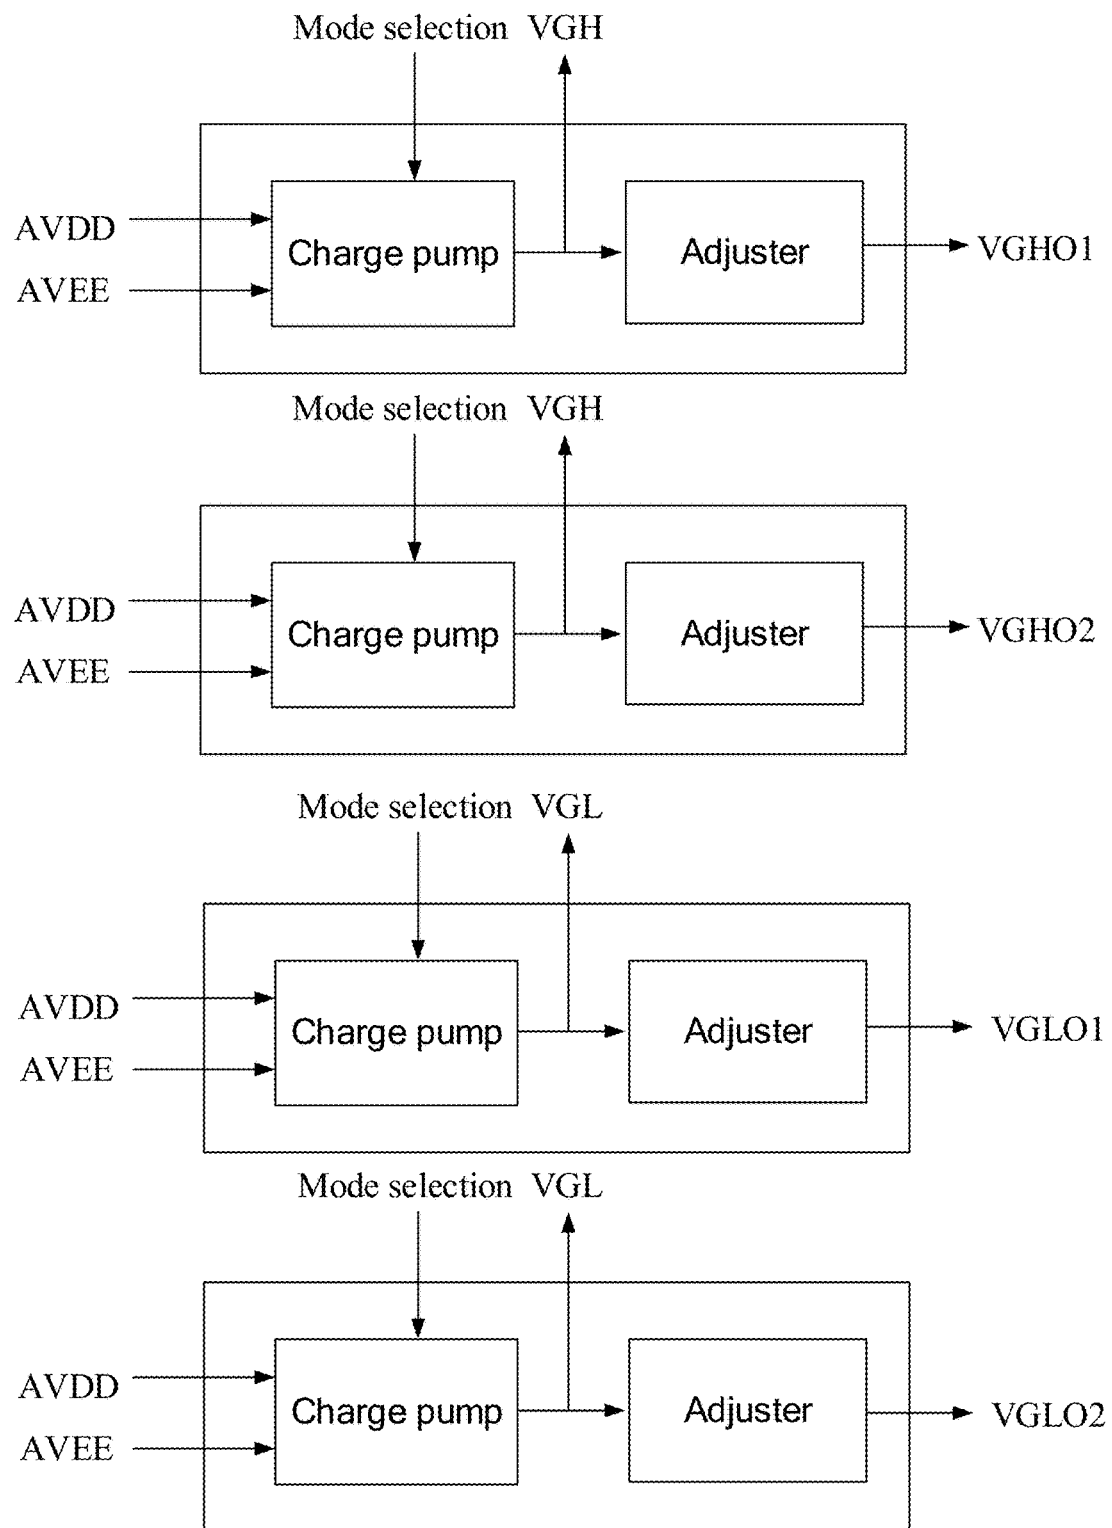 Mode selection VGH
AVDD
Charge pump
Adjuster
VGHO1
AVEE
Mode selection VGH
AVDD
Charge pump
Adjuster
VGHO2
AVEE
Mode selection VGL
AVDD
Charge pump
Adjuster
VGLO1
AVEE
Mode selection VGL
AVDD
Charge pump
Adjuster
VGLO2
AVEE